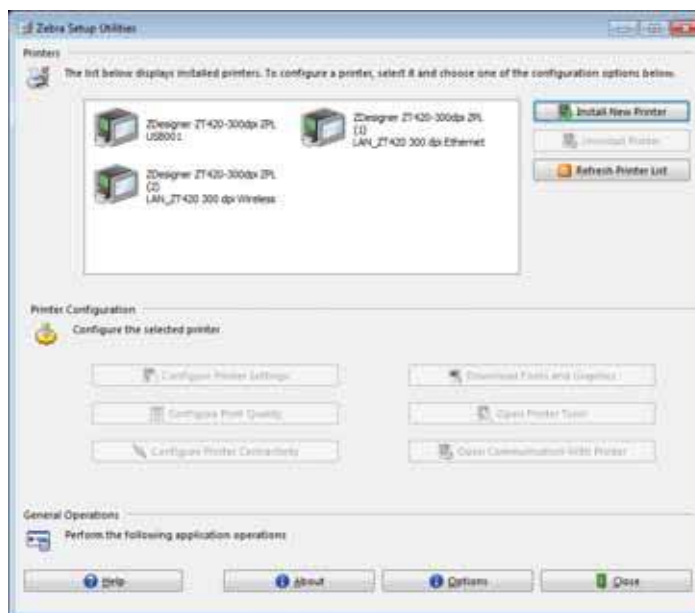 Zebra Setup Utilities
Printers
The list below displays installed printers. To configure a printer, select it and choose one of the configuration options below.
ZDesigner ZT420-300dpi ZPL
USB001
ZDesigner ZT420-300dpi ZPL
(1)
LAN_ZT420 300 dpi Ethernet
ZDesigner ZT420-300dpi ZPL
(2)
LAN_ZT420 300 dpi Wireless
Install New Printer
Uninstall Printer
Refresh Printer List
Printer Configuration
Configure the selected printer
Configure Printer Settings
Download Fonts and Graphics
Configure Print Quality
Open Printer Tools
Configure Printer Connectivity
Open Communication With Printer
General Operations
Perform the following application operations
Help
About
Options
Close